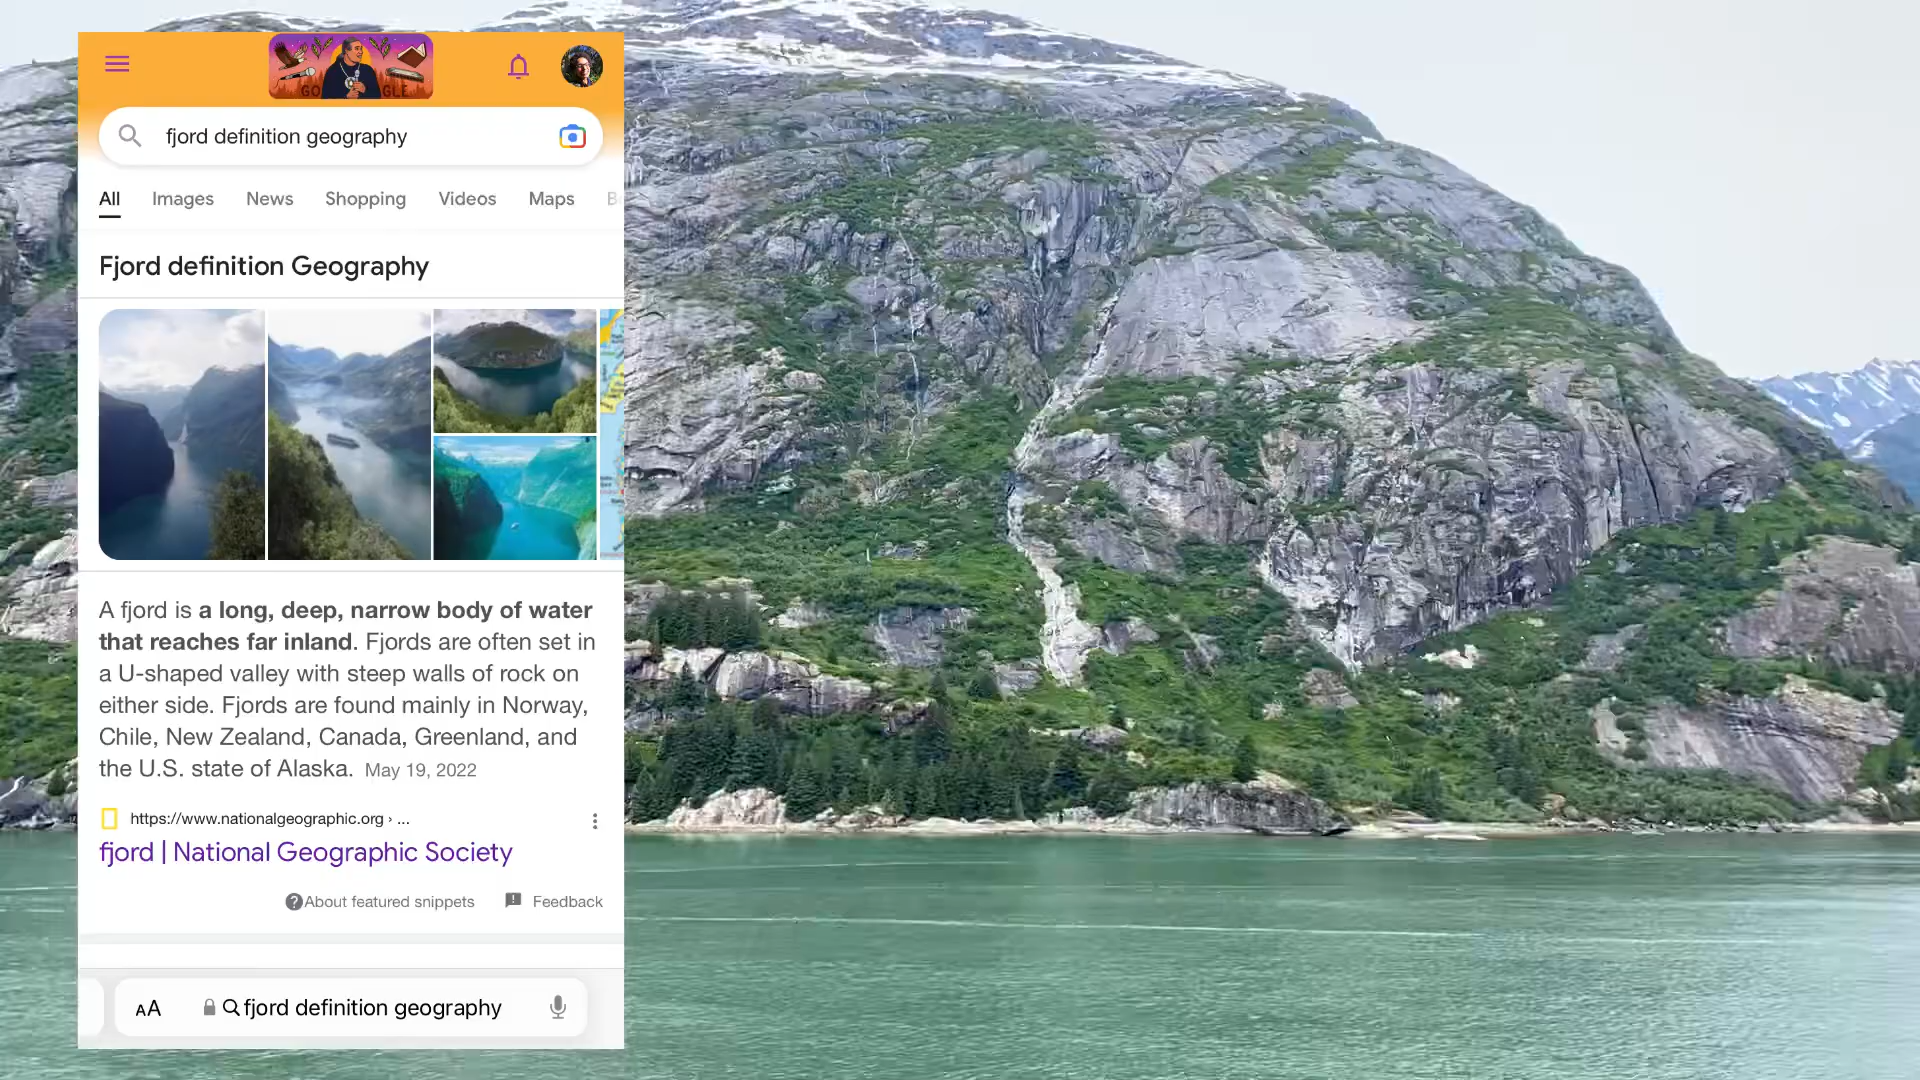 GO GLE
fjord definition geography
All Images News Shopping Videos Maps
Fjord definition Geography
A fjord is a long, deep, narrow body of water
that reaches far inland. Fjords are often set in
a U-shaped valley with steep walls of rock on
either side. Fjords are found mainly in Norway,
Chile, New Zealand, Canada, Greenland, and
the U.S. state of Alaska. May 19, 2022
https://www.nationalgeographic.org › ...
fjord | National Geographic Society
About featured snippets Feedback
AA fjord definition geography